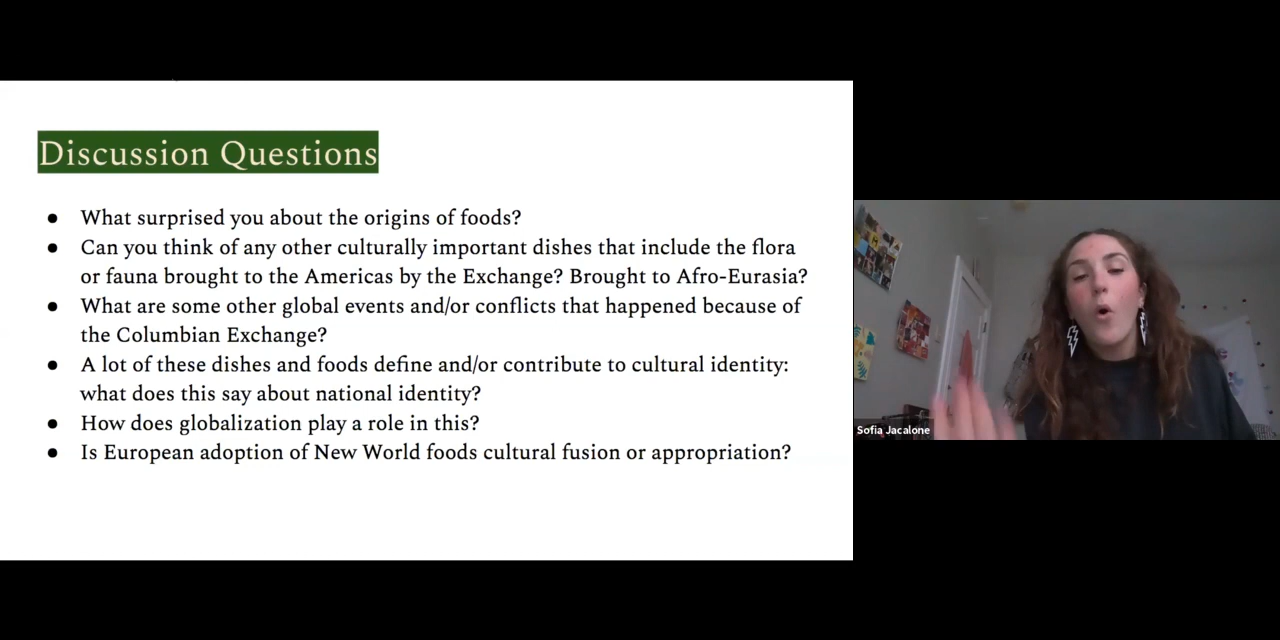 Discussion Questions
● What surprised you about the origins of foods?
● Can you think of any other culturally important dishes that include the flora
or fauna brought to the Americas by the Exchange? Brought to Afro-Eurasia?
● What are some other global events and/or conflicts that happened because of
the Columbian Exchange?
● A lot of these dishes and foods define and/or contribute to cultural identity:
what does this say about national identity?
● How does globalization play a role in this?
● Is European adoption of New World foods cultural fusion or appropriation?
Sofia Jacalone